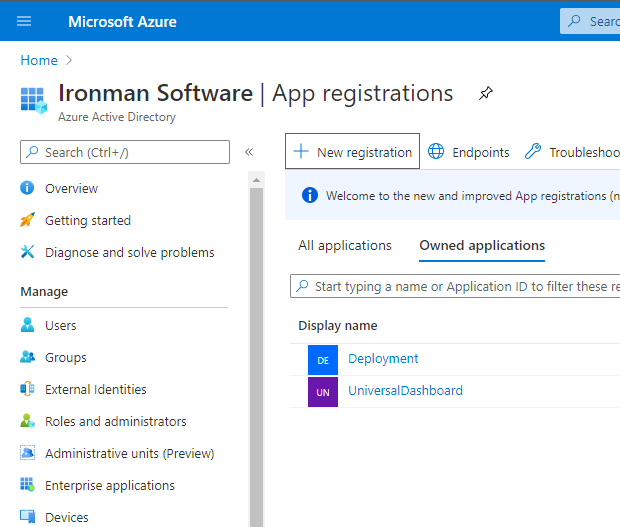 Microsoft Azure
Home
Ironman Software | App registrations
Azure Active Directory
Search (Ctrl+/)
Overview
Getting started
Diagnose and solve problems
Manage
Users
Groups
External Identities
Roles and administrators
Administrative units (Preview)
Enterprise applications
Devices
New registration
Endpoints
Welcome to the new and improved App registrations
All applications
Owned applications
Start typing a name or Application ID to filter these
Display name
DE Deployment
UN UniversalDashboard